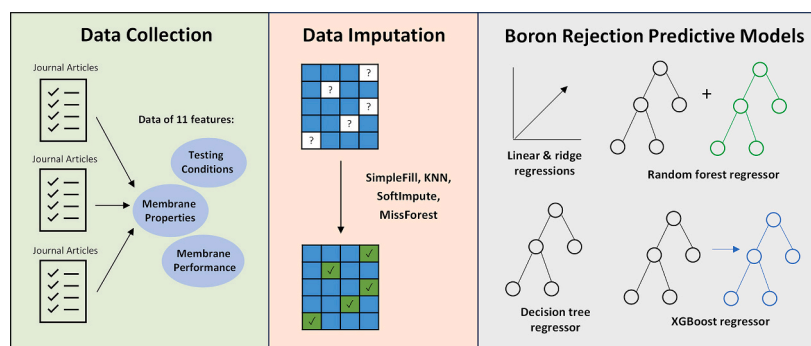 Data Collection
Journal Articles
Journal Articles
Journal Articles
Data of 11 features:
Testing
Conditions
Membrane
Properties
Membrane
Performance
Data Imputation
?
?
?
?
?
SimpleFill, KNN,
SoftImpute,
MissForest
Boron Rejection Predictive Models
Linear & ridge
regressions
+
Random forest regressor
Decision tree
regressor
XGBoost regressor